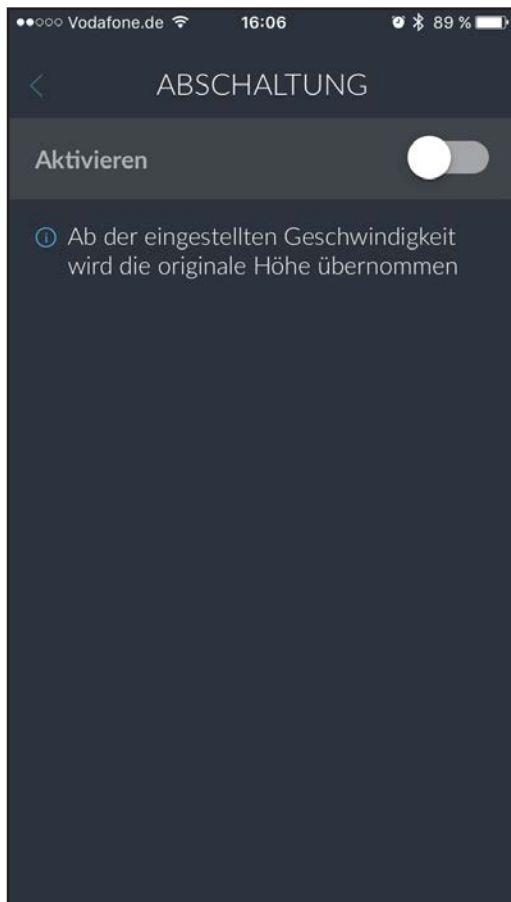 Vodafone.de 16:06 89 %
ABSCHALTUNG
Aktivieren
Ab der eingestellten Geschwindigkeit
wird die originale Höhe übernommen